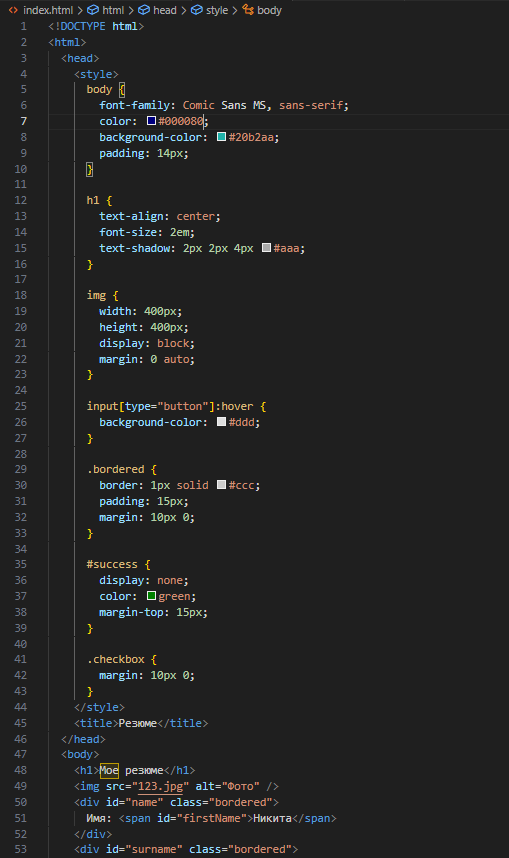 index.html > html > head > style > body
1 <!DOCTYPE html>
2 <html>
3 <head>
4 <style>
5 body {
6 font-family: Comic Sans MS, sans-serif;
7 color: #000080;
8 background-color: #20b2aa;
9 padding: 14px;
10 }
11
12 h1 {
13 text-align: center;
14 font-size: 2em;
15 text-shadow: 2px 2px 4px #aaa;
16 }
17
18 img {
19 width: 400px;
20 height: 400px;
21 display: block;
22 margin: 0 auto;
23 }
24
25 input[type="button"]:hover {
26 background-color: #ddd;
27 }
28
29 .bordered {
30 border: 1px solid #ccc;
31 padding: 15px;
32 margin: 10px 0;
33 }
34
35 #success {
36 display: none;
37 color: green;
38 margin-top: 15px;
39 }
40
41 .checkbox {
42 margin: 10px 0;
43 }
44 </style>
45 <title>Резюме</title>
46 </head>
47 <body>
48 <h1>Мое резюме</h1>
49 <img src="123.jpg" alt="Фото" />
50 <div id="name" class="bordered">
51 Имя: <span id="firstName">Никита</span>
52 </div>
53 <div id="surname" class="bordered">